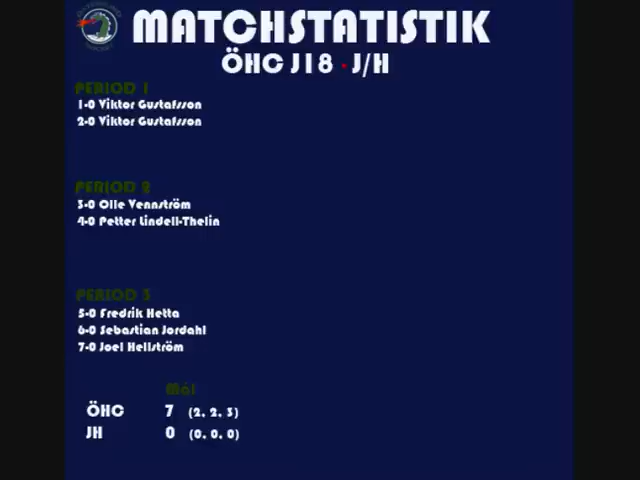 MATCHSTATISTIK
ÖHC J18 - J/H
PERIOD 1
1-0 Viktor Gustafsson
2-0 Viktor Gustafsson
PERIOD 2
3-0 Olle Vennström
4-0 Petter Lindell-Thelin
PERIOD 3
5-0 Fredrik Hetta
6-0 Sebastian Jordahl
7-0 Joel Hellström
Mål
ÖHC 7 (2, 2, 3)
JH 0 (0, 0, 0)